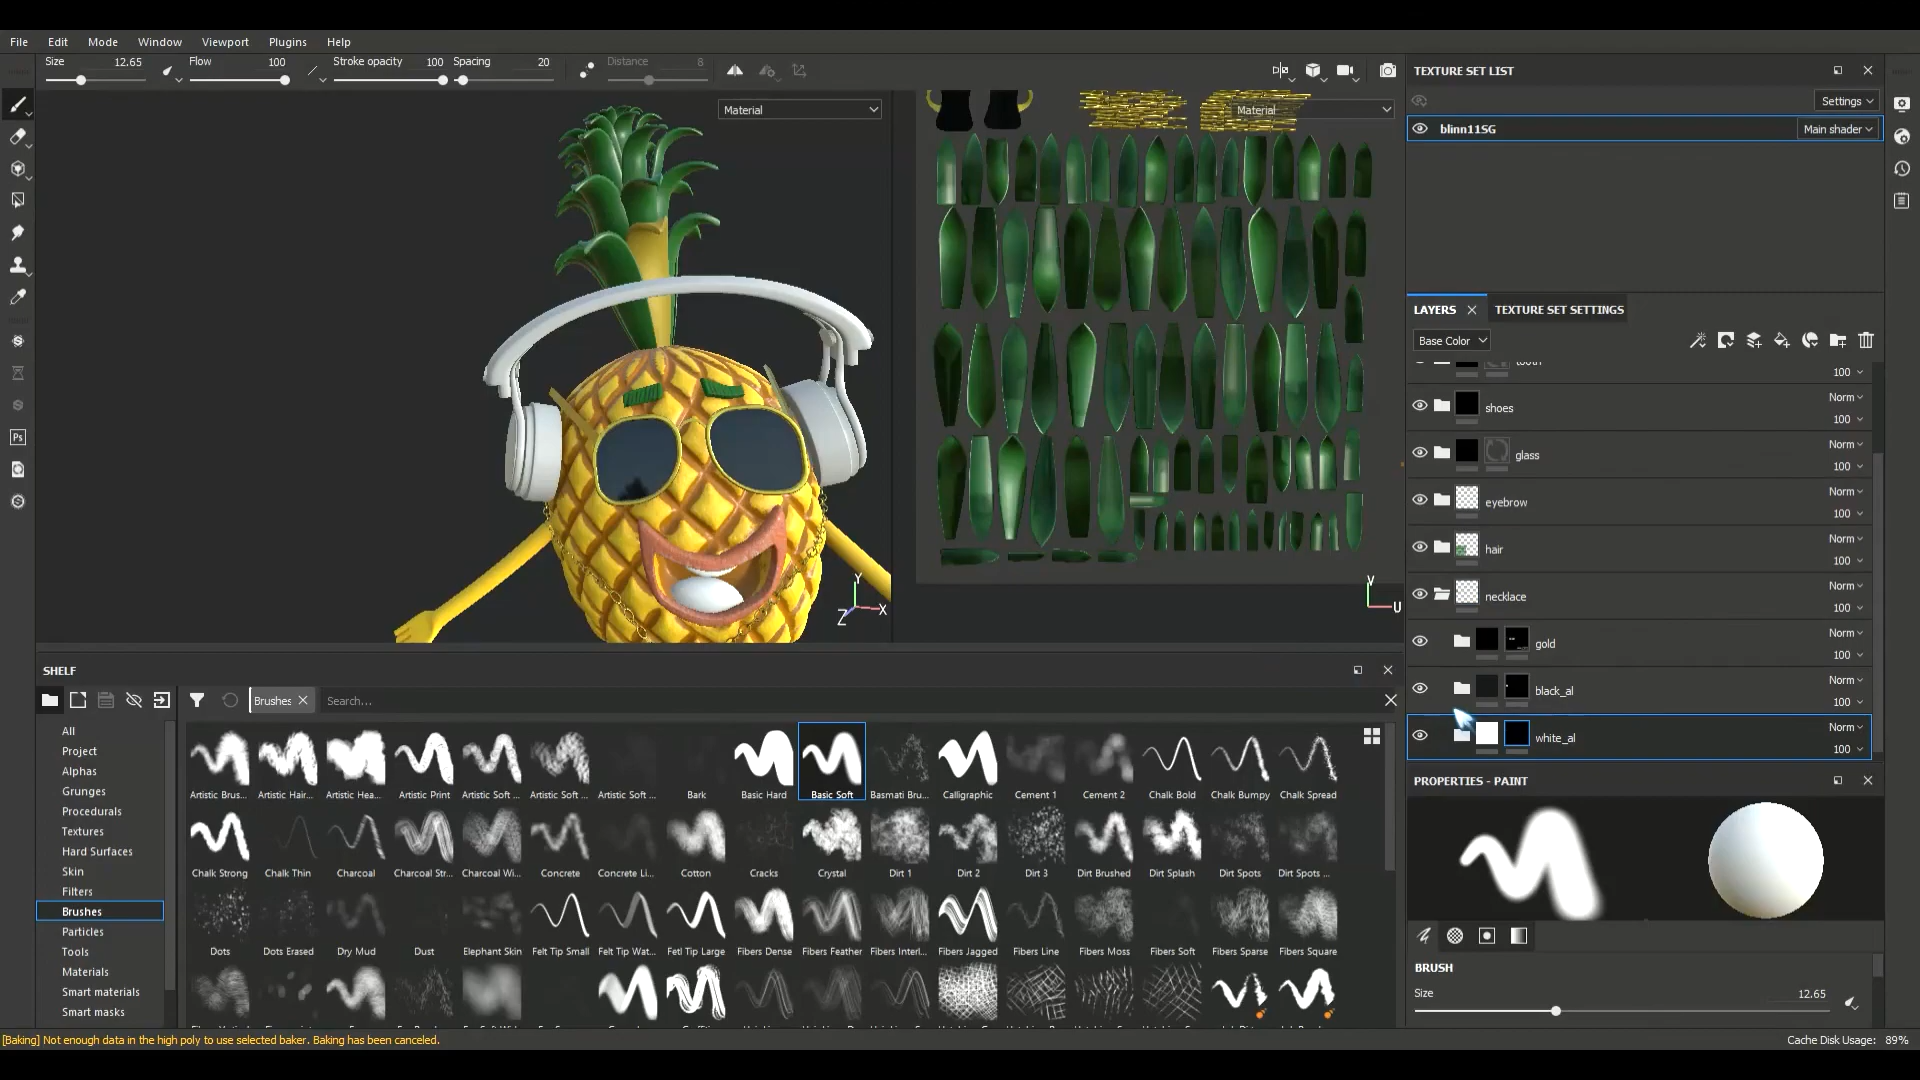 File Edit Mode Window Viewport Plugins Help
Size 12.65 Flow 100 Stroke opacity 100 Spacing 20 Distance 8
Material
Material
Y
X
Z
V
U
TEXTURE SET LIST
Settings
blinn11SG Main shader
LAYERS TEXTURE SET SETTINGS
Base Color
tooth
100
shoes Norm
100
glass Norm
100
eyebrow Norm
100
hair Norm
100
necklace Norm
100
gold Norm
100
black_al Norm
100
white_al Norm
100
PROPERTIES - PAINT
BRUSH
Size 12.65
Ps
SHELF
Brushes Search...
All
Project
Alphas
Grunges
Procedurals
Textures
Hard Surfaces
Skin
Filters
Brushes
Particles
Tools
Materials
Smart materials
Smart masks
Artistic Brus... Artistic Hair... Artistic Hea... Artistic Print Artistic Soft ... Artistic Soft ... Artistic Soft ... Bark Basic Hard Basic Soft Basmati Bru... Calligraphic Cement 1 Cement 2 Chalk Bold Chalk Bumpy Chalk Spread
Chalk Strong Chalk Thin Charcoal Charcoal Str... Charcoal Wi... Concrete Concrete Li... Cotton Cracks Crystal Dirt 1 Dirt 2 Dirt 3 Dirt Brushed Dirt Splash Dirt Spots Dirt Spots ...
Dots Dots Erased Dry Mud Dust Elephant Skin Felt Tip Small Felt Tip Wat... Fetl Tip Large Fibers Dense Fibers Feather Fibers Interl... Fibers Jagged Fibers Line Fibers Moss Fibers Soft Fibers Sparse Fibers Square
[Baking] Not enough data in the high poly to use selected baker. Baking has been canceled.
Cache Disk Usage: 89%